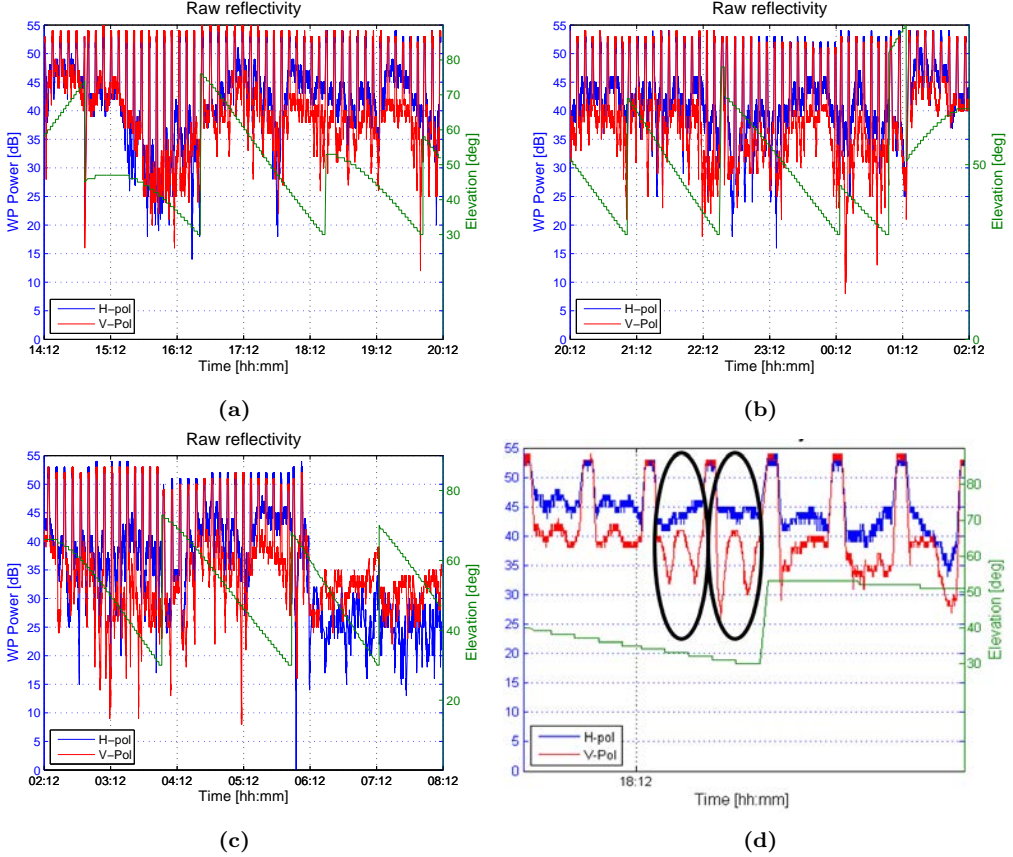 Raw reflectivity
55
50
45
40
35
30
25
20
15
10
5
0
WP Power [dB]
80
70
60
50
40
30
Elevation [deg]
H-pol
V-Pol
14:12 15:12 16:12 17:12 18:12 19:12 20:12
Time [hh:mm]
(a)
Raw reflectivity
55
50
45
40
35
30
25
20
15
10
5
0
WP Power [dB]
50
0
Elevation [deg]
H-pol
V-Pol
20:12 21:12 22:12 23:12 00:12 01:12 02:12
Time [hh:mm]
(b)
Raw reflectivity
55
50
45
40
35
30
25
20
15
10
5
0
WP Power [dB]
80
60
40
20
Elevation [deg]
H-pol
V-Pol
02:12 03:12 04:12 05:12 06:12 07:12 08:12
Time [hh:mm]
(c)
55
50
45
40
35
30
25
20
15
10
5
0
80
70
60
50
40
30
Elevation [deg]
H-pol
V-Pol
18:12
Time [hh:mm]
(d)